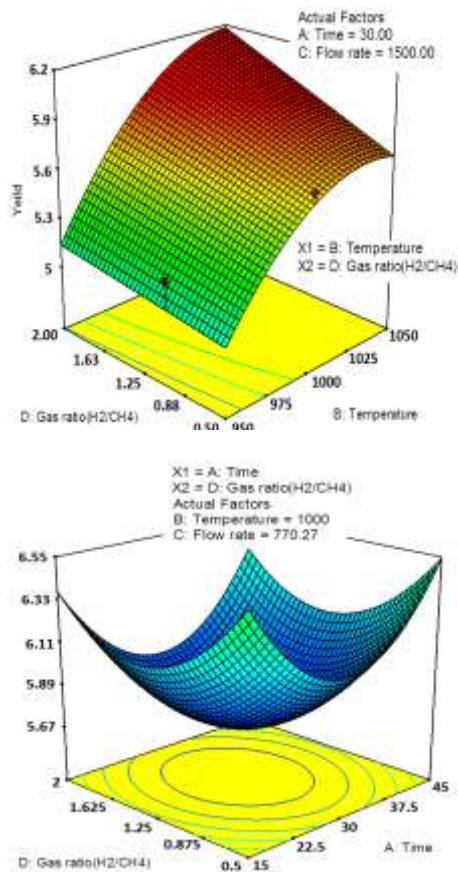 Actual Factors
A: Time = 30.00
C: Flow rate = 1500.00
6.2
5.9
5.6
5.3
5
Yerld
X1 = B: Temperature
X2 = D: Gas ratio(H2/CH4)
2.00
1.63
1.25
0.88
0.50
950
975
1000
1025
1050
D: Gas ratio(H2/CH4)
B: Temperature
X1 = A: Time
X2 = D: Gas ratio(H2/CH4)
Actual Factors
B: Temperature = 1000
C: Flow rate = 770.27
6.55
6.33
6.11
5.89
5.67
2
1.625
1.25
0.875
0.5
15
22.5
30
37.5
45
D: Gas ratio(H2/CH4)
A: Time